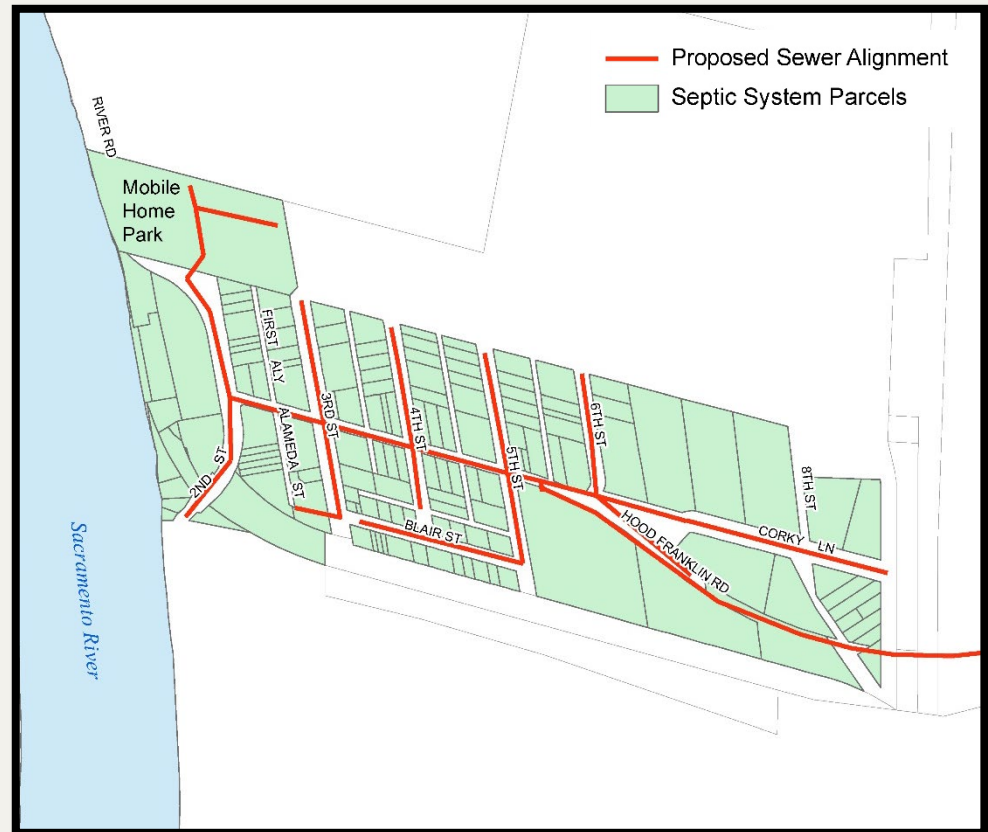 Proposed Sewer Alignment
Septic System Parcels
RIVER RD
Mobile
Home
Park
FIRST ALY
3RD ST
4TH ST
5TH ST
6TH ST
8TH ST
ALAMEDA ST
2ND ST
BLAIR ST
HOOD FRANKLIN RD
CORKY LN
Sacramento River